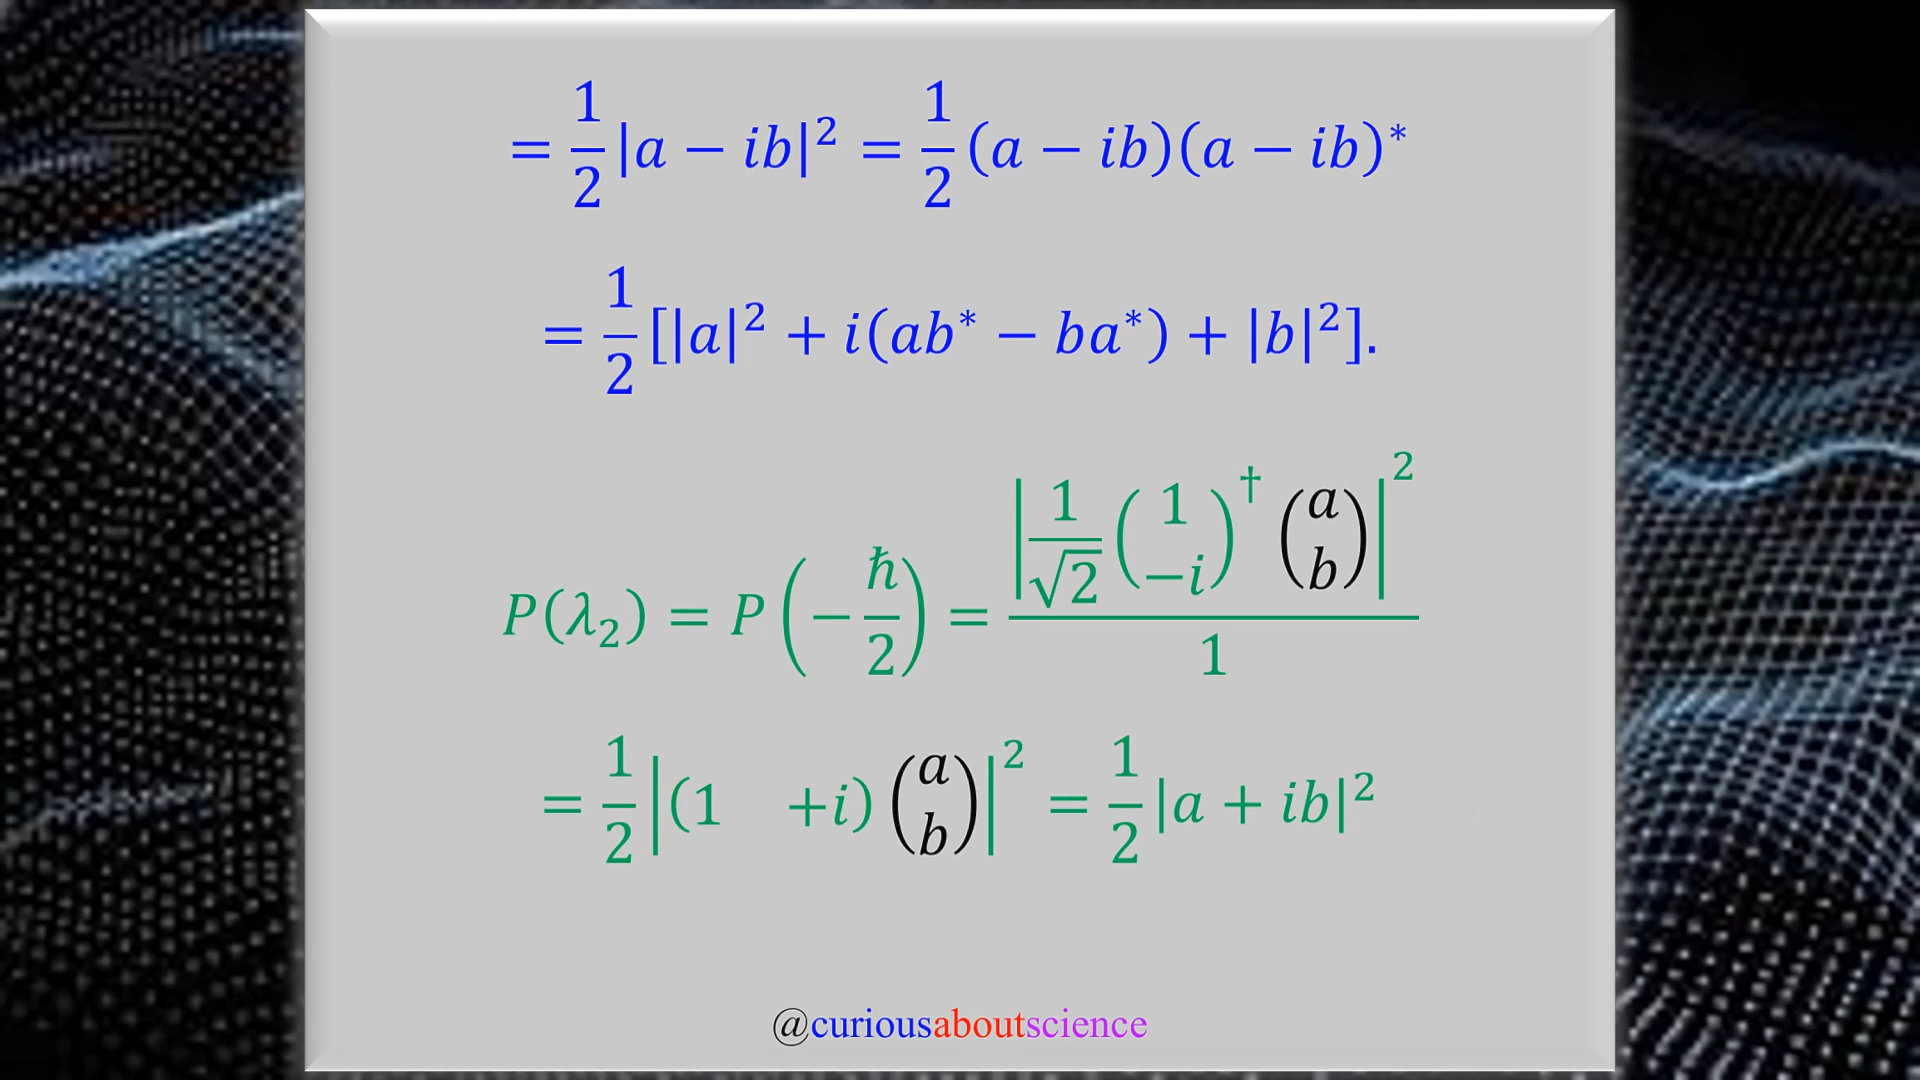 = 1/2 |a − ib|² = 1/2 (a − ib)(a − ib)*
= 1/2 [|a|² + i(ab* − ba*) + |b|²].
P(λ₂) = P(−ℏ/2) = |1/√2 (1 −i)† (a b)|² / 1
= 1/2 |(1 +i) (a b)|² = 1/2 |a + ib|²
@curiousaboutscience